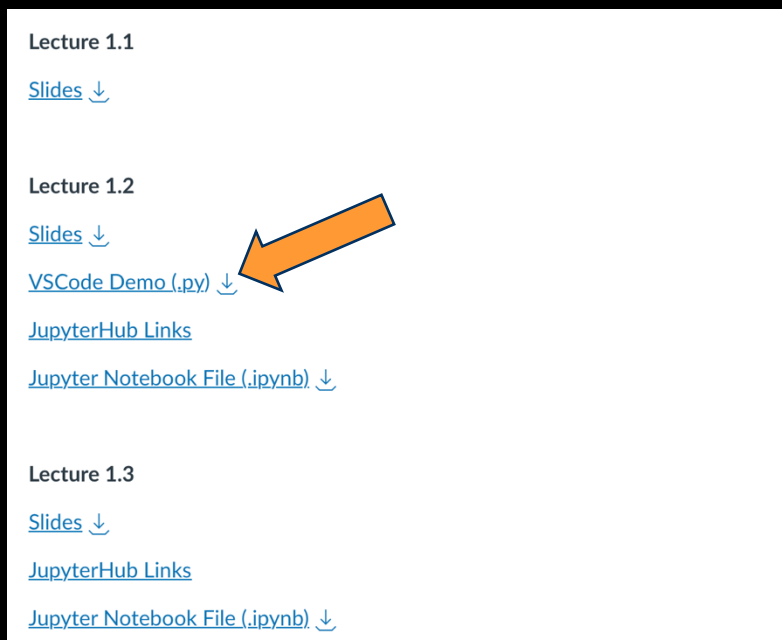 Lecture 1.1
Slides
Lecture 1.2
Slides
VSCode Demo (.py)
JupyterHub Links
Jupyter Notebook File (.ipynb)
Lecture 1.3
Slides
JupyterHub Links
Jupyter Notebook File (.ipynb)